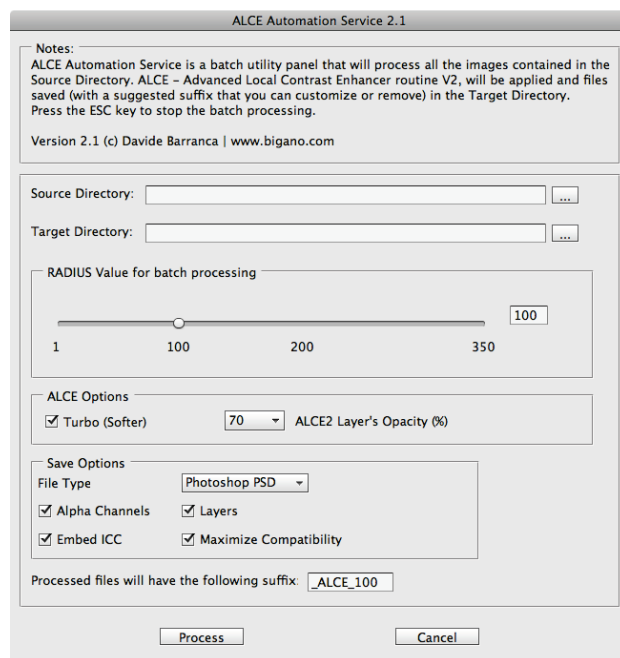 ALCE Automation Service 2.1
Notes:
ALCE Automation Service is a batch utility panel that will process all the images contained in the
Source Directory. ALCE – Advanced Local Contrast Enhancer routine V2, will be applied and files
saved (with a suggested suffix that you can customize or remove) in the Target Directory.
Press the ESC key to stop the batch processing.
Version 2.1 (c) Davide Barranca | www.bigano.com
Source Directory: ...
Target Directory: ...
RADIUS Value for batch processing
100
1 100 200 350
ALCE Options
Turbo (Softer) 70 ALCE2 Layer's Opacity (%)
Save Options
File Type Photoshop PSD
Alpha Channels Layers
Embed ICC Maximize Compatibility
Processed files will have the following suffix: _ALCE_100
Process Cancel